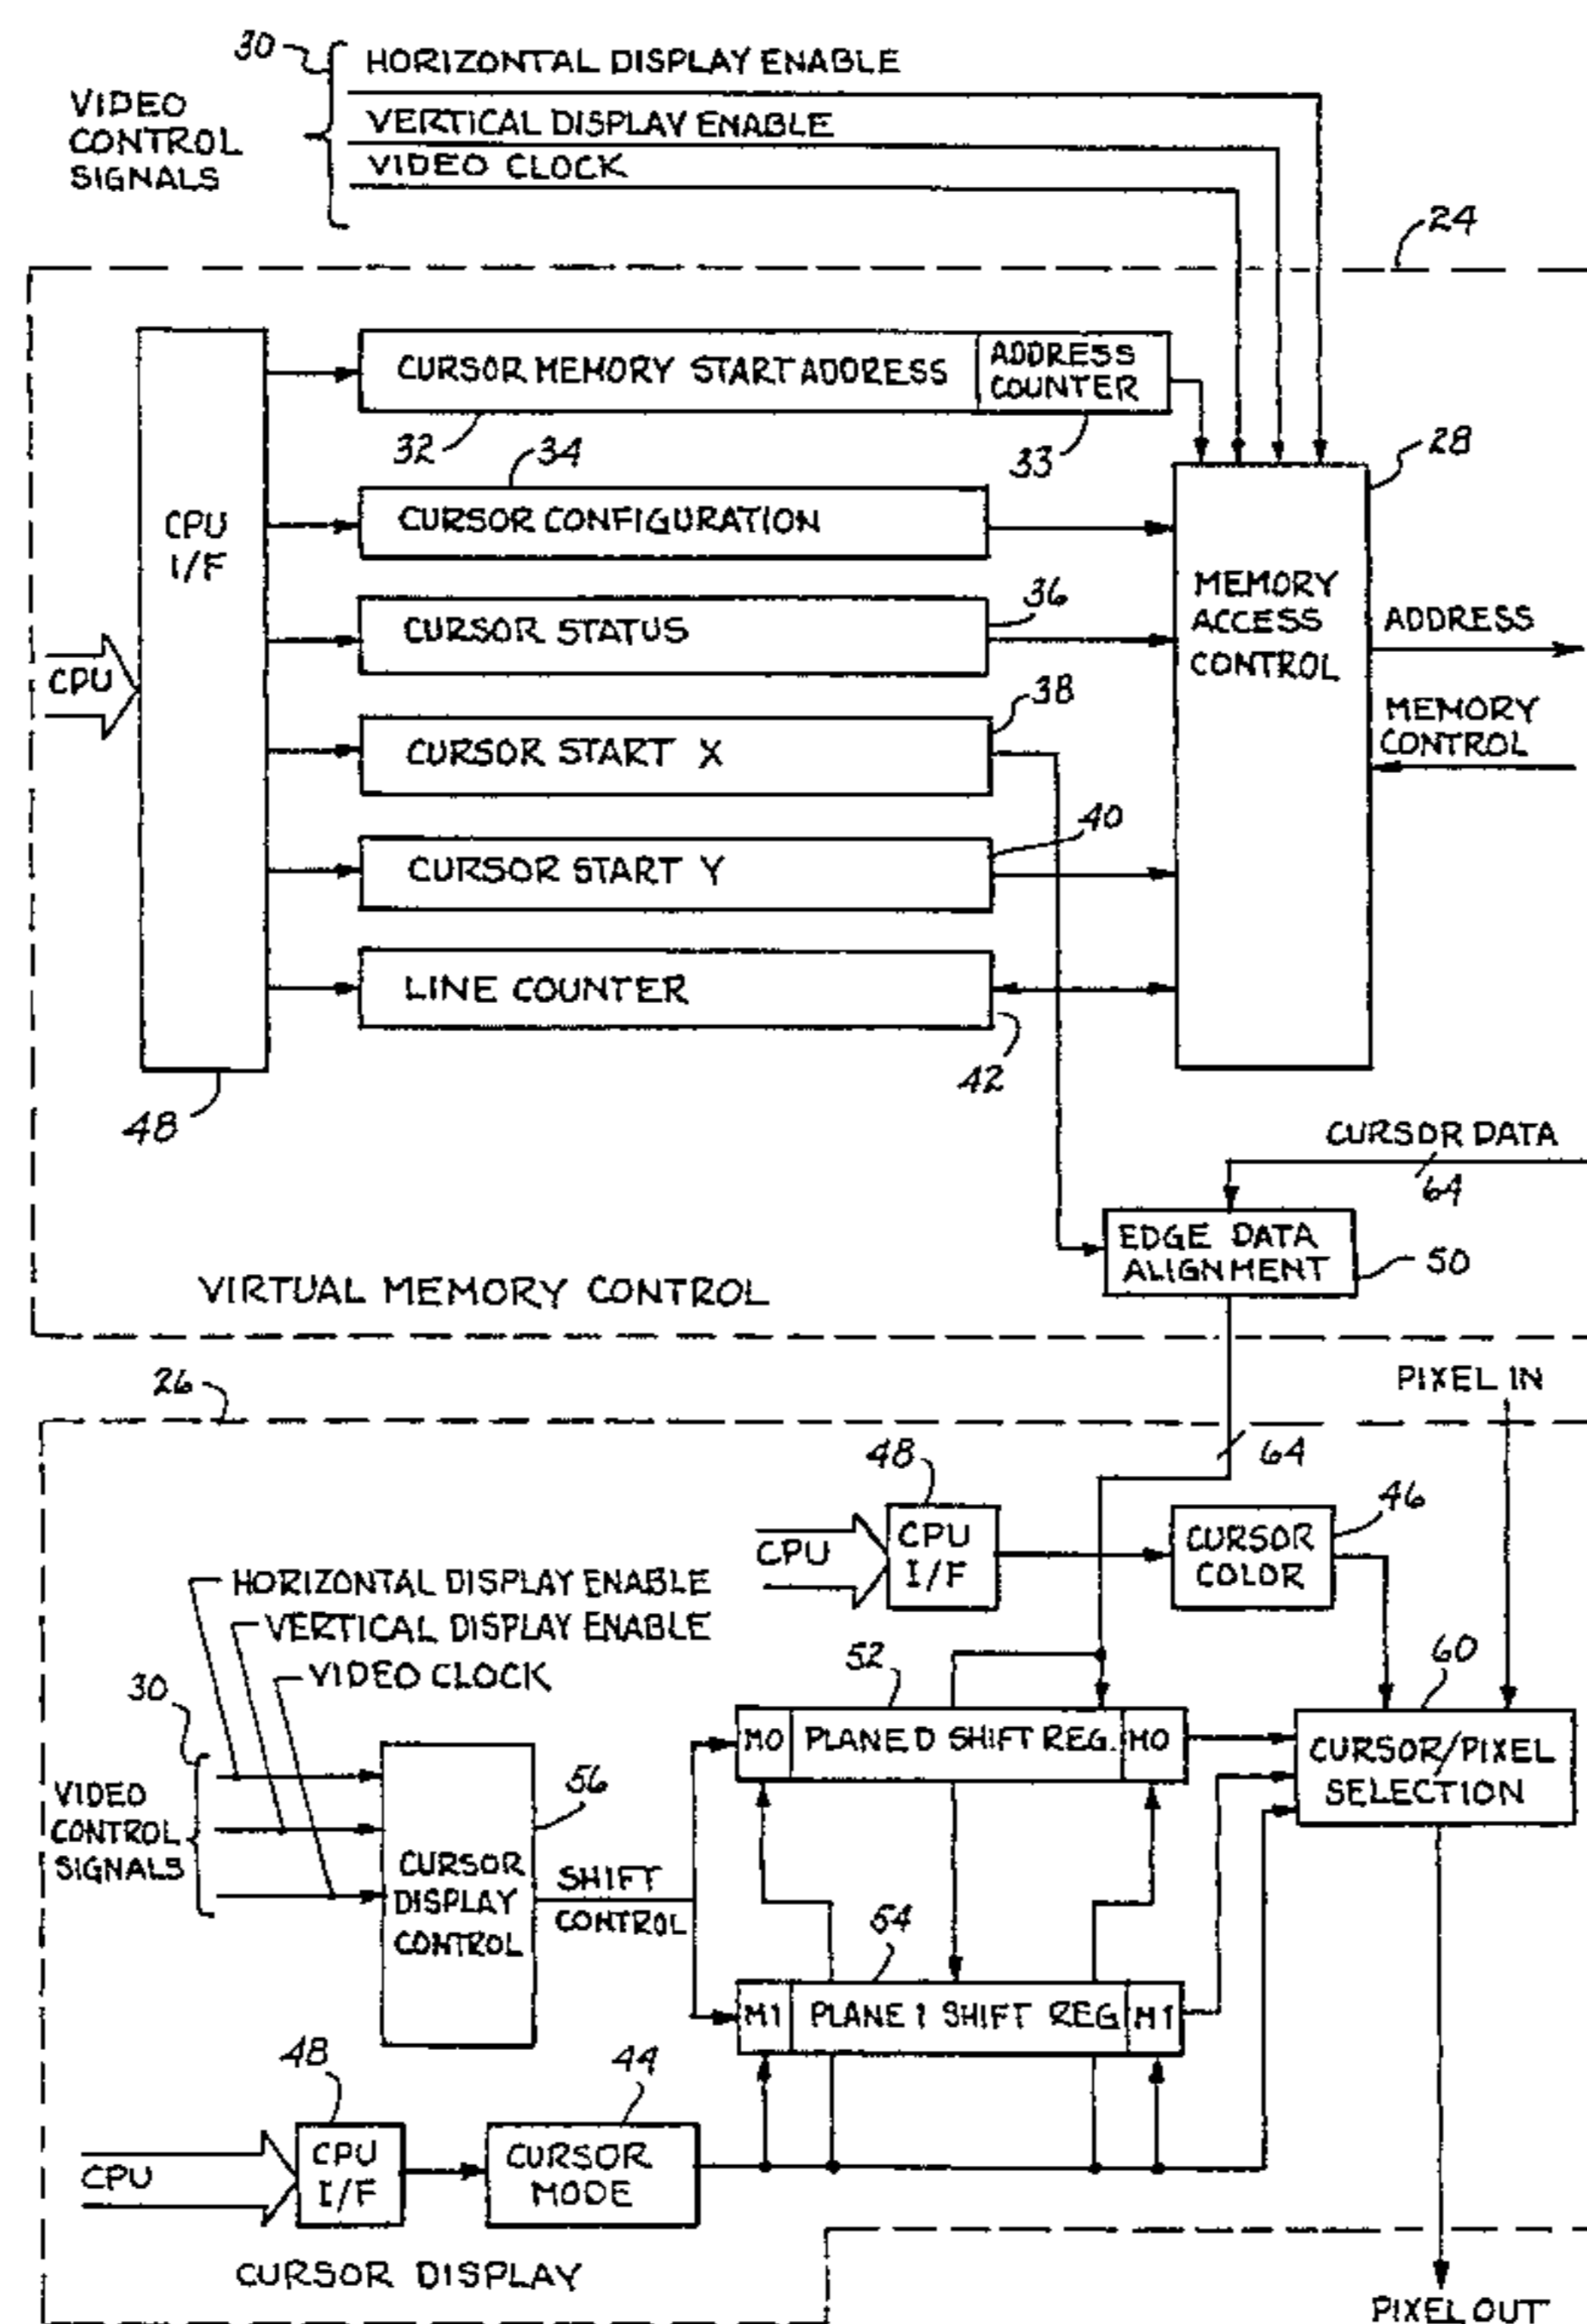 30
HORIZONTAL DISPLAY ENABLE
VIDEO
CONTROL
SIGNALS
VERTICAL DISPLAY ENABLE
VIDEO CLOCK
24
CURSOR MEMORY START ADDRESS
ADDRESS
COUNTER
32
33
28
34
CPU
I/F
CURSOR CONFIGURATION
MEMORY
ACCESS
CONTROL
36
CURSOR STATUS
ADDRESS
CPU
38
MEMORY
CONTROL
CURSOR START X
40
CURSOR START Y
LINE COUNTER
42
48
CURSOR DATA
64
EDGE DATA
ALIGNMENT
50
VIRTUAL MEMORY CONTROL
26
PIXEL IN
64
48
46
CPU
CPU
I/F
CURSOR
COLOR
HORIZONTAL DISPLAY ENABLE
VERTICAL DISPLAY ENABLE
VIDEO CLOCK
30
52
60
M0
PLANE D SHIFT REG.
M0
CURSOR/PIXEL
SELECTION
VIDEO
CONTROL
SIGNALS
56
CURSOR
DISPLAY
CONTROL
SHIFT
CONTROL
54
M1
PLANE 1 SHIFT REG
M1
48
44
CPU
CPU
I/F
CURSOR
MODE
CURSOR DISPLAY
PIXEL OUT